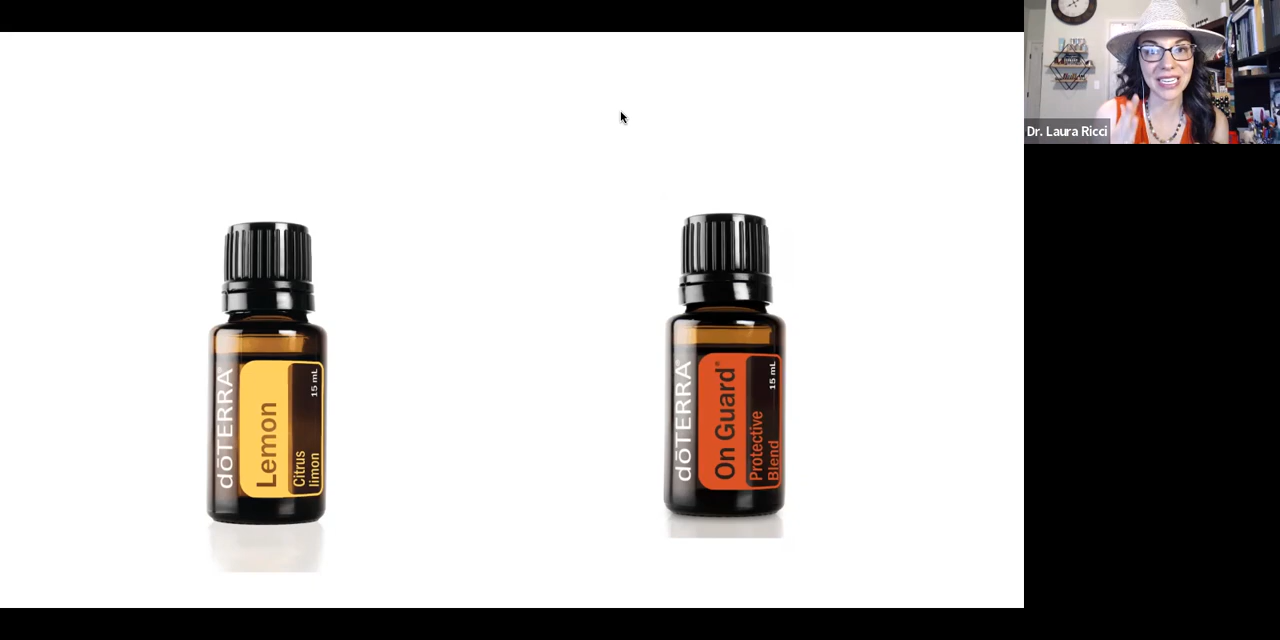 dōTERRA®
Lemon
Citrus
limon
15 mL
dōTERRA®
On Guard®
Protective
Blend
15 mL
Dr. Laura Ricci